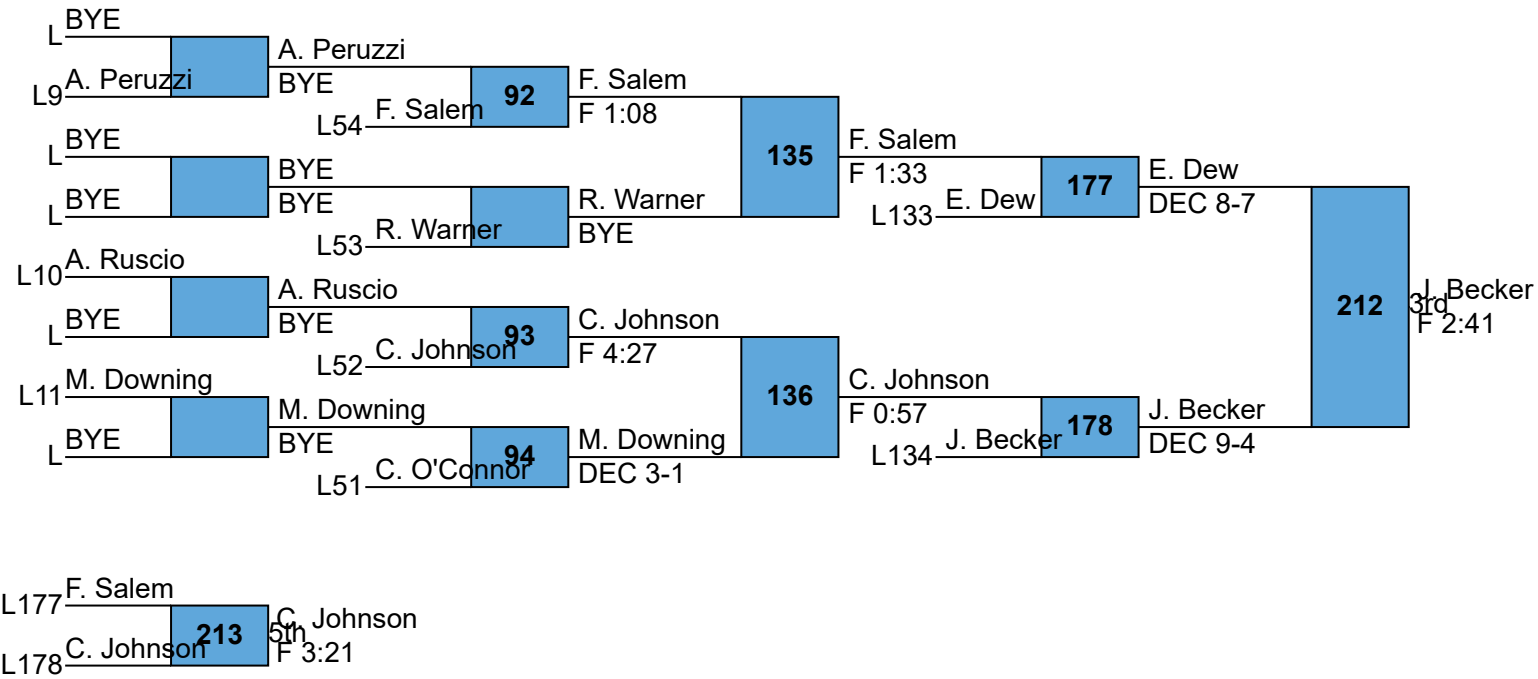 BYE
L
A. Peruzzi
L9
A. Peruzzi
BYE
F. Salem
L54
92
F. Salem
F 1:08
BYE
L
BYE
L
BYE
BYE
R. Warner
L53
R. Warner
BYE
135
F. Salem
F 1:33
E. Dew
L133
177
E. Dew
DEC 8-7
A. Ruscio
L10
BYE
L
A. Ruscio
BYE
C. Johnson
L52
93
C. Johnson
F 4:27
M. Downing
L11
BYE
L
M. Downing
BYE
C. O'Connor
L51
94
M. Downing
DEC 3-1
136
C. Johnson
F 0:57
J. Becker
L134
178
J. Becker
DEC 9-4
212
3rd
J. Becker
F 2:41
F. Salem
L177
C. Johnson
L178
213
5th
C. Johnson
F 3:21